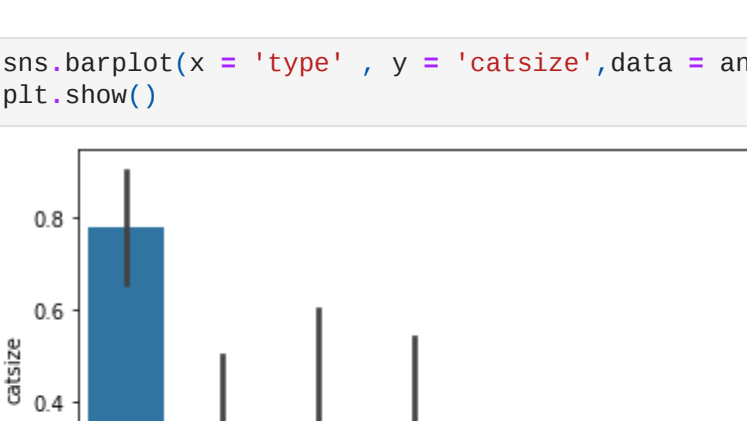 sns.barplot(x = 'type' , y = 'catsize',data = an
plt.show()
0.8
0.6
catsize
0.4